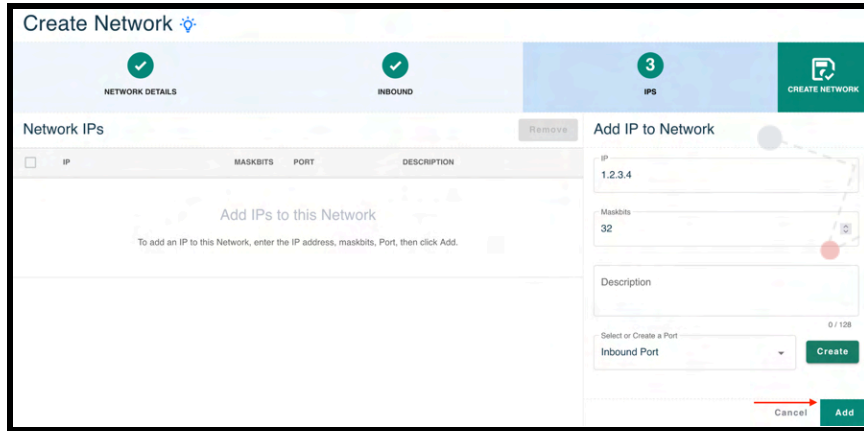 Create Network
3
NETWORK DETAILS
INBOUND
IPS
CREATE NETWORK
Network IPs
Remove
IP
MASKBITS
PORT
DESCRIPTION
Add IPs to this Network
To add an IP to this Network, enter the IP address, maskbits, Port, then click Add.
Add IP to Network
IP
1.2.3.4
Maskbits
32
Description
0 / 128
Select or Create a Port
Inbound Port
Create
Cancel
Add